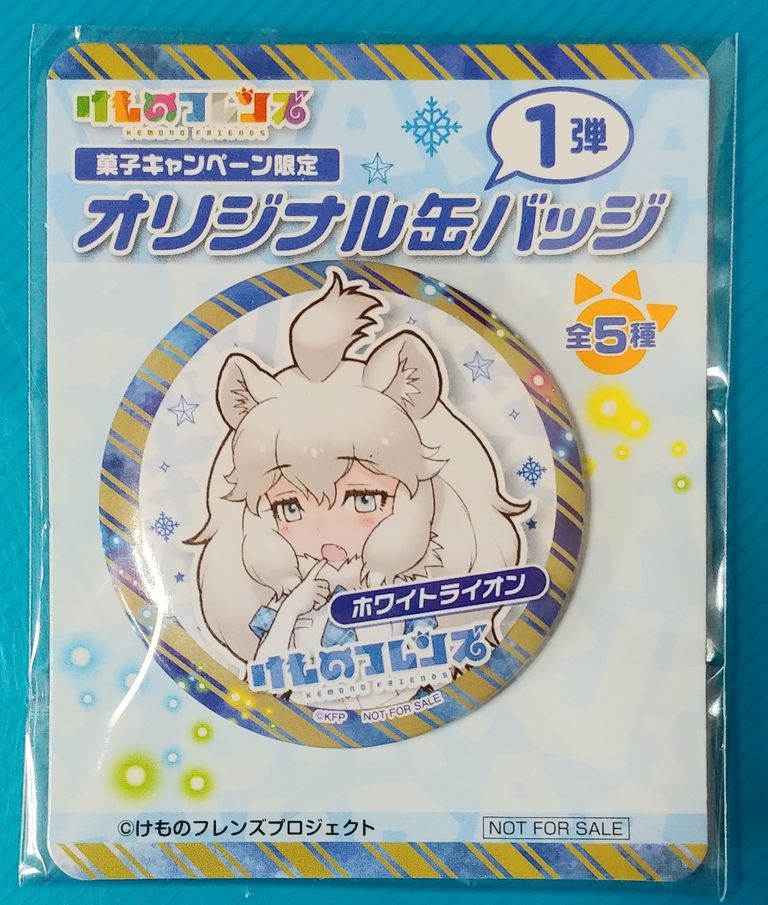 けものフレンズ
KEMONO FRIENDS
1弾
菓子キャンペーン限定
オリジナル缶バッジ
全5種
ホワイトライオン
けものフレンズ
KEMONO FRIENDS
©KFP NOT FOR SALE
©けものフレンズプロジェクト
NOT FOR SALE